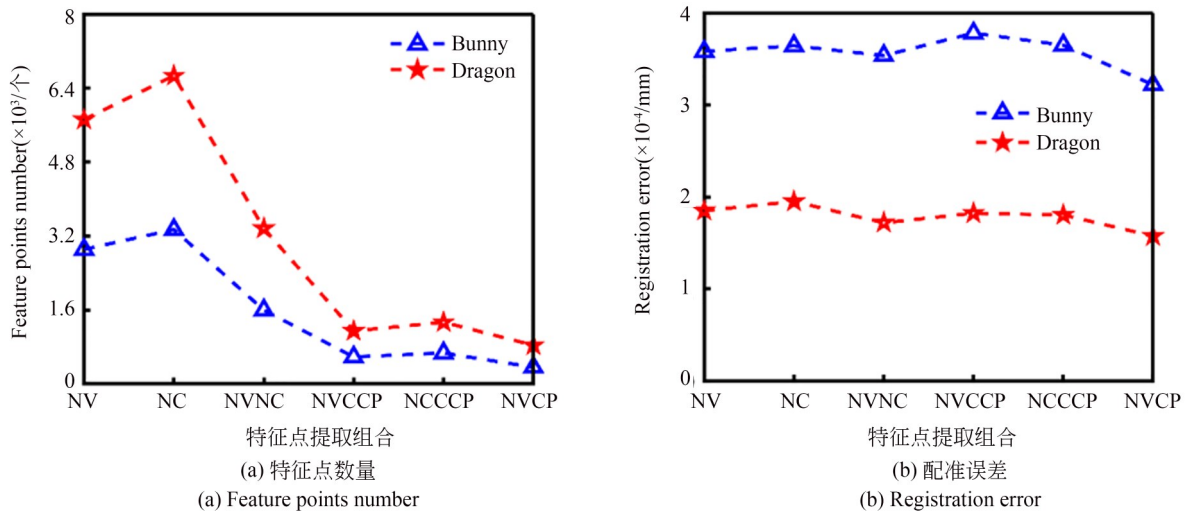 Feature points number(×10³/个)
8
6.4
4.8
3.2
1.6
0
Bunny
Dragon
NV NC NVNC NVCCP NCCCP NVCP
特征点提取组合
(a) 特征点数量
(a) Feature points number
Registration error(×10⁻⁴/mm)
4
3
2
1
0
Bunny
Dragon
NV NC NVNC NVCCP NCCCP NVCP
特征点提取组合
(b) 配准误差
(b) Registration error